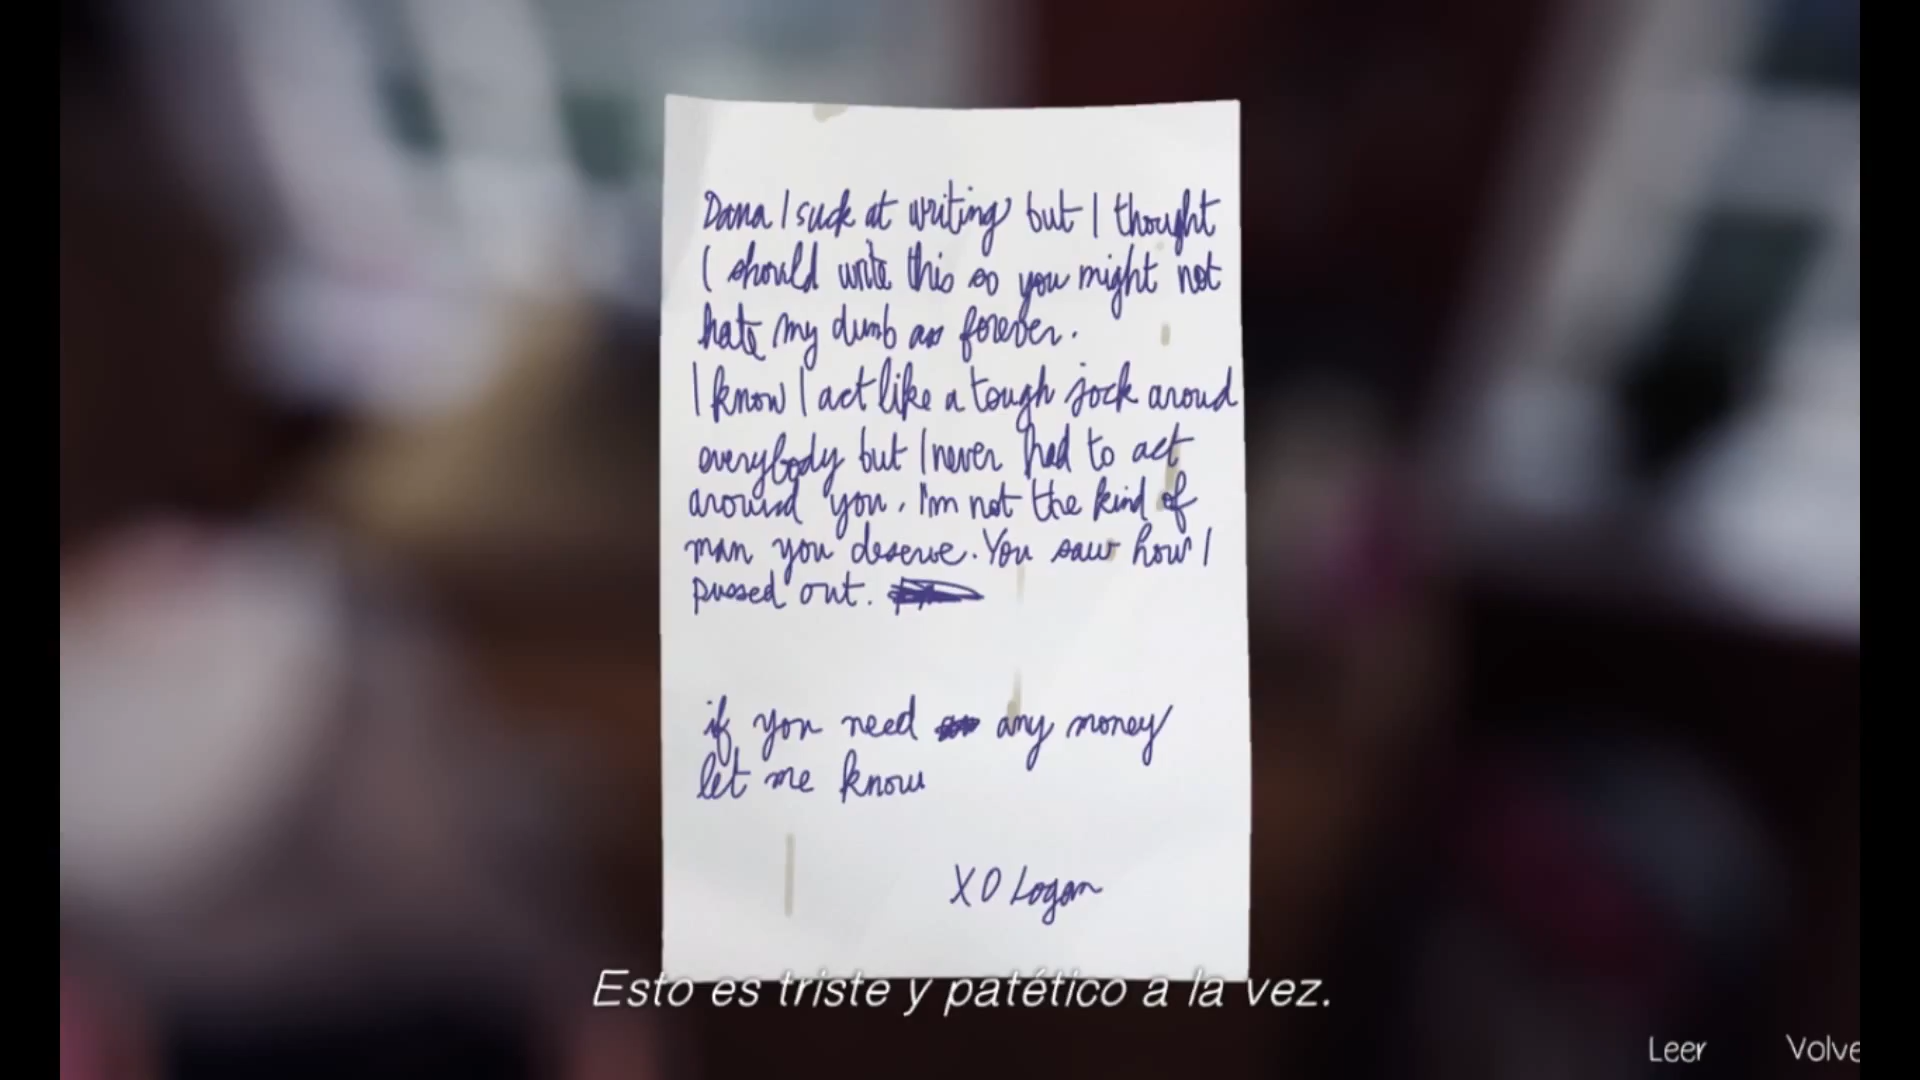 Dana I suck at writing but I thought
I should write this so you might not
hate my dumb ass forever.
I know I act like a tough jock aroud
everybody but I never had to act
around you. I'm not the kind of
man you deserve. You saw how I
pussed out.
if you need any money
let me know
XO Logan
Esto es triste y patético a la vez.
Leer Volve